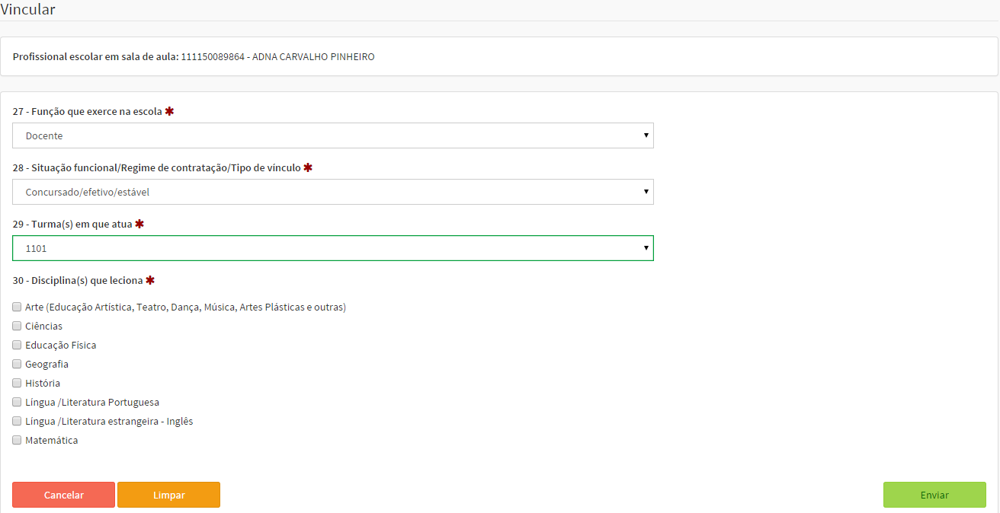 Vincular
Profissional escolar em sala de aula: 111150089864 - ADNA CARVALHO PINHEIRO
27 - Função que exerce na escola ✱
Docente
28 - Situação funcional/Regime de contratação/Tipo de vínculo ✱
Concursado/efetivo/estável
29 - Turma(s) em que atua ✱
1101
30 - Disciplina(s) que leciona ✱
Arte (Educação Artística, Teatro, Dança, Música, Artes Plásticas e outras)
Ciências
Educação Física
Geografia
História
Língua /Literatura Portuguesa
Língua /Literatura estrangeira - Inglês
Matemática
Cancelar Limpar Enviar